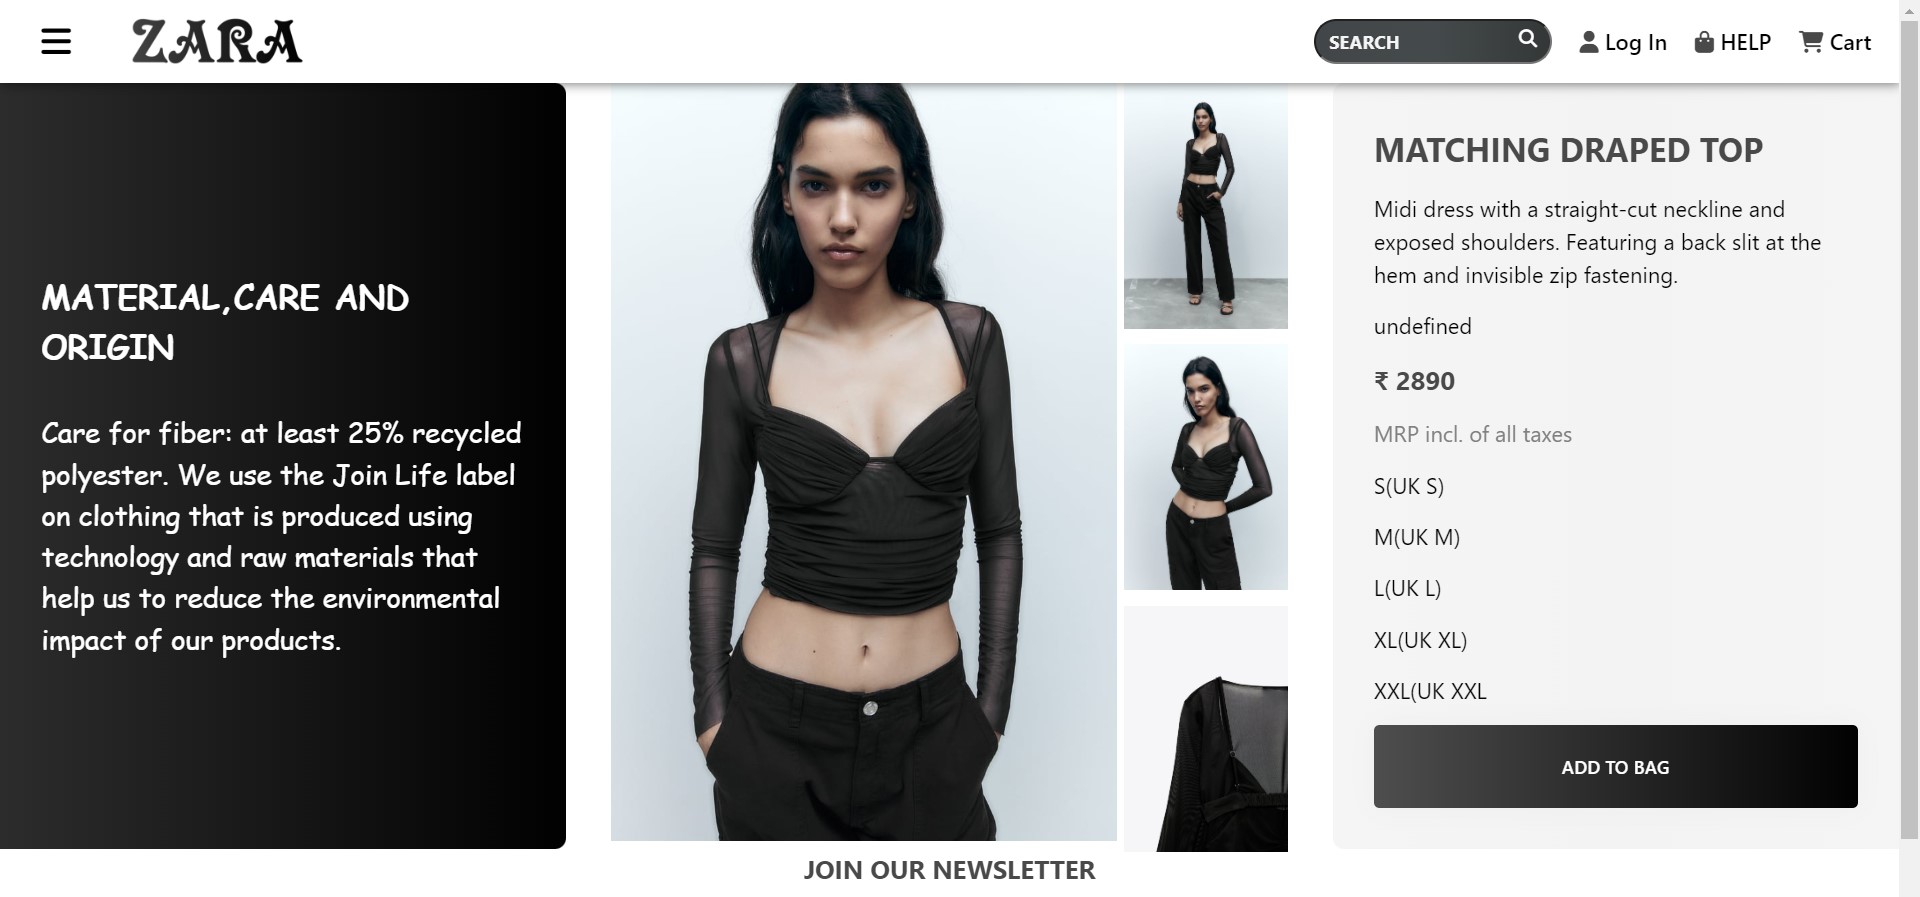 ZARA
SEARCH
Log In
HELP
Cart
MATERIAL,CARE AND
ORIGIN
Care for fiber: at least 25% recycled
polyester. We use the Join Life label
on clothing that is produced using
technology and raw materials that
help us to reduce the environmental
impact of our products.
MATCHING DRAPED TOP
Midi dress with a straight-cut neckline and
exposed shoulders. Featuring a back slit at the
hem and invisible zip fastening.
undefined
₹ 2890
MRP incl. of all taxes
S(UK S)
M(UK M)
L(UK L)
XL(UK XL)
XXL(UK XXL
ADD TO BAG
JOIN OUR NEWSLETTER